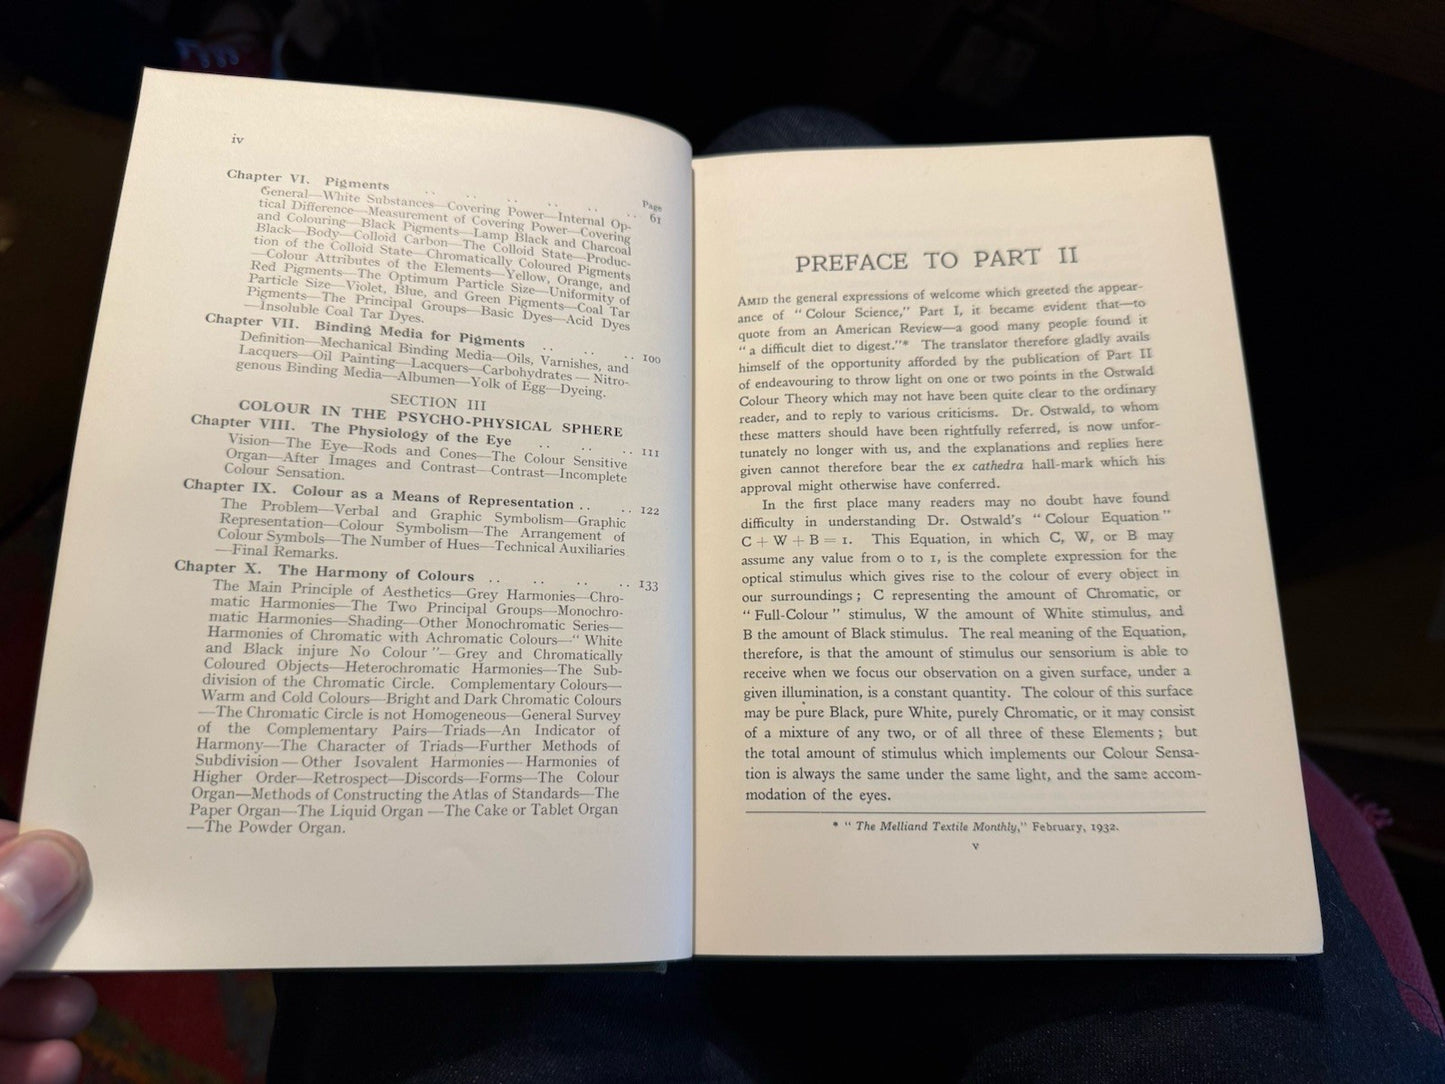 iv
Page
Chapter VI. Pigments .. .. .. .. .. .. 61
General—White Substances—Covering Power—Internal Op-
tical Difference—Measurement of Covering Power—Covering
and Colouring—Black Pigments—Lamp Black and Charcoal
Black—Body—Colloid Carbon—The Colloid State—Produc-
tion of the Colloid State—Chromatically Coloured Pigments
—Colour Attributes of the Elements—Yellow, Orange, and
Red Pigments—The Optimum Particle Size—Uniformity of
Particle Size—Violet, Blue, and Green Pigments—Coal Tar
Pigments—The Principal Groups—Basic Dyes—Acid Dyes
—Insoluble Coal Tar Dyes.
Chapter VII. Binding Media for Pigments .. .. .. 100
Definition—Mechanical Binding Media—Oils, Varnishes, and
Lacquers—Oil Painting—Lacquers—Carbohydrates — Nitro-
genous Binding Media—Albumen—Yolk of Egg—Dyeing.
SECTION III
COLOUR IN THE PSYCHO-PHYSICAL SPHERE
Chapter VIII. The Physiology of the Eye .. .. .. 111
Vision—The Eye—Rods and Cones—The Colour Sensitive
Organ—After Images and Contrast—Contrast—Incomplete
Colour Sensation.
Chapter IX. Colour as a Means of Representation .. .. 122
The Problem—Verbal and Graphic Symbolism—Graphic
Representation—Colour Symbolism—The Arrangement of
Colour Symbols—The Number of Hues—Technical Auxiliaries
—Final Remarks.
Chapter X. The Harmony of Colours .. .. .. .. 133
The Main Principle of Aesthetics—Grey Harmonies—Chro-
matic Harmonies—The Two Principal Groups—Monochro-
matic Harmonies—Shading—Other Monochromatic Series—
Harmonies of Chromatic with Achromatic Colours—" White
and Black injure No Colour "—Grey and Chromatically
Coloured Objects—Heterochromatic Harmonies—The Sub-
division of the Chromatic Circle. Complementary Colours—
Warm and Cold Colours—Bright and Dark Chromatic Colours
—The Chromatic Circle is not Homogeneous—General Survey
of the Complementary Pairs—Triads—An Indicator of
Harmony—The Character of Triads—Further Methods of
Subdivision — Other Isovalent Harmonies — Harmonies of
Higher Order—Retrospect—Discords—Forms—The Colour
Organ—Methods of Constructing the Atlas of Standards—The
Paper Organ—The Liquid Organ —The Cake or Tablet Organ
—The Powder Organ.
PREFACE TO PART II
AMID the general expressions of welcome which greeted the appear-
ance of " Colour Science," Part I, it became evident that—to
quote from an American Review—a good many people found it
" a difficult diet to digest."* The translator therefore gladly avails
himself of the opportunity afforded by the publication of Part II
of endeavouring to throw light on one or two points in the Ostwald
Colour Theory which may not have been quite clear to the ordinary
reader, and to reply to various criticisms. Dr. Ostwald, to whom
these matters should have been rightfully referred, is now unfor-
tunately no longer with us, and the explanations and replies here
given cannot therefore bear the ex cathedra hall-mark which his
approval might otherwise have conferred.
In the first place many readers may no doubt have found
difficulty in understanding Dr. Ostwald's " Colour Equation "
C + W + B = 1. This Equation, in which C, W, or B may
assume any value from 0 to 1, is the complete expression for the
optical stimulus which gives rise to the colour of every object in
our surroundings ; C representing the amount of Chromatic, or
" Full-Colour " stimulus, W the amount of White stimulus, and
B the amount of Black stimulus. The real meaning of the Equation,
therefore, is that the amount of stimulus our sensorium is able to
receive when we focus our observation on a given surface, under a
given illumination, is a constant quantity. The colour of this surface
may be pure Black, pure White, purely Chromatic, or it may consist
of a mixture of any two, or of all three of these Elements ; but
the total amount of stimulus which implements our Colour Sensa-
tion is always the same under the same light, and the same accom-
modation of the eyes.
* " The Melliand Textile Monthly," February, 1932.
v